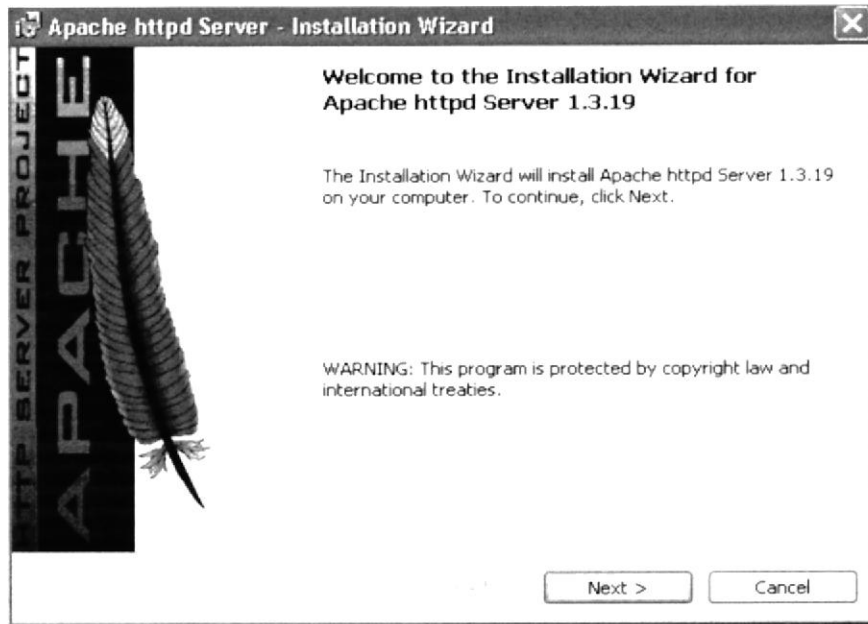 Apache httpd Server - Installation Wizard
HTTP SERVER PROJECT
APACHE
Welcome to the Installation Wizard for
Apache httpd Server 1.3.19
The Installation Wizard will install Apache httpd Server 1.3.19
on your computer. To continue, click Next.
WARNING: This program is protected by copyright law and
international treaties.
Next >
Cancel